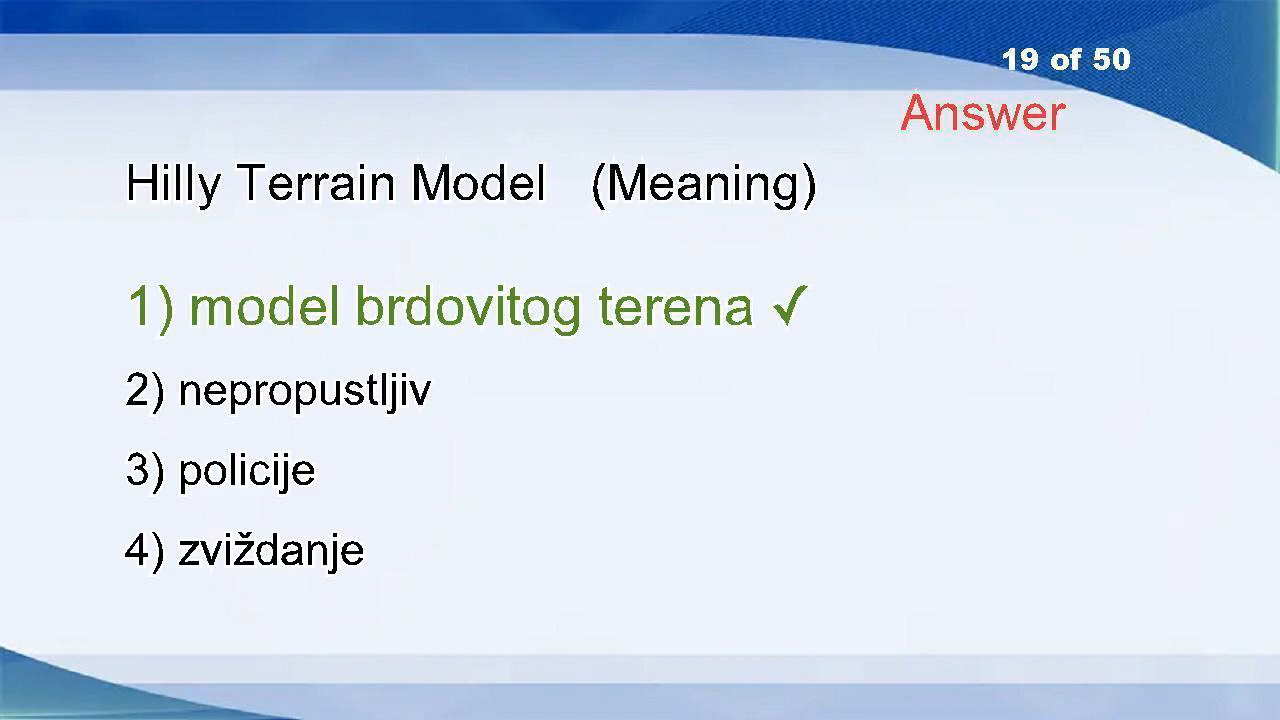 19 of 50
Answer
Hilly Terrain Model (Meaning)
1) model brdovitog terena ✓
2) nepropustljiv
3) policije
4) zviždanje